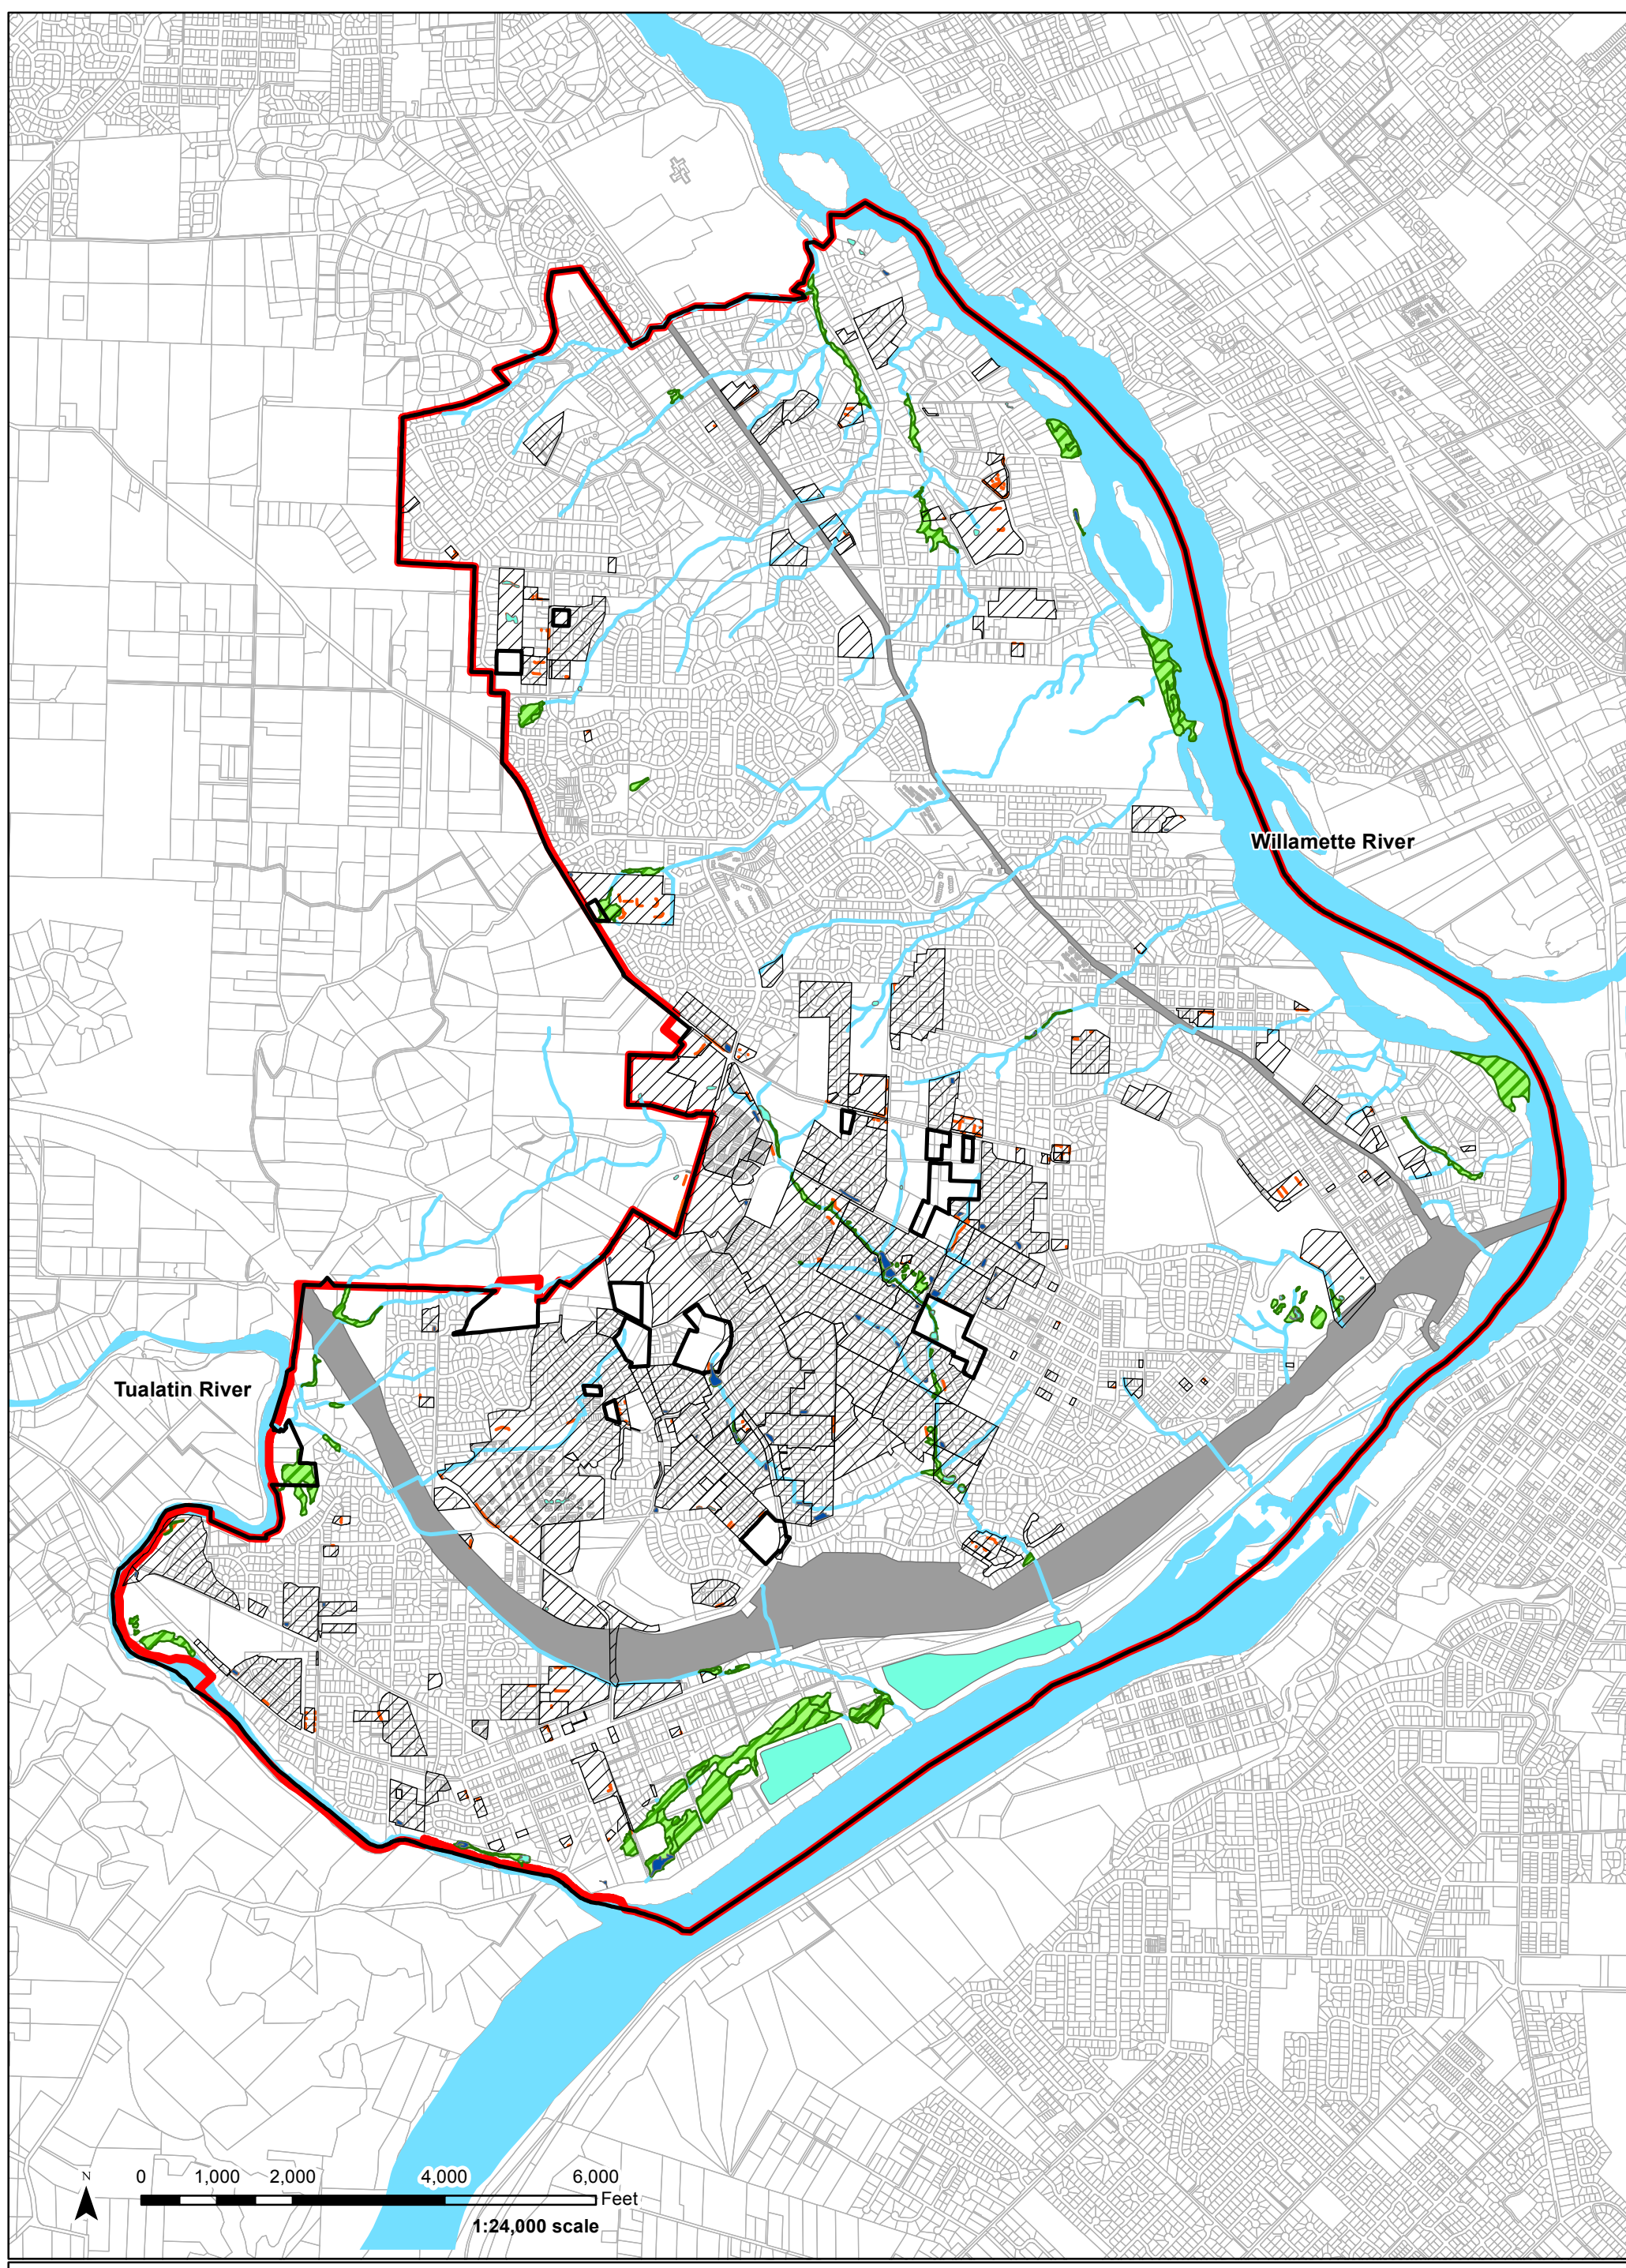 Willamette River
Tualatin River
N
0 1,000 2,000 4,000 6,000
Feet
1:24,000 scale